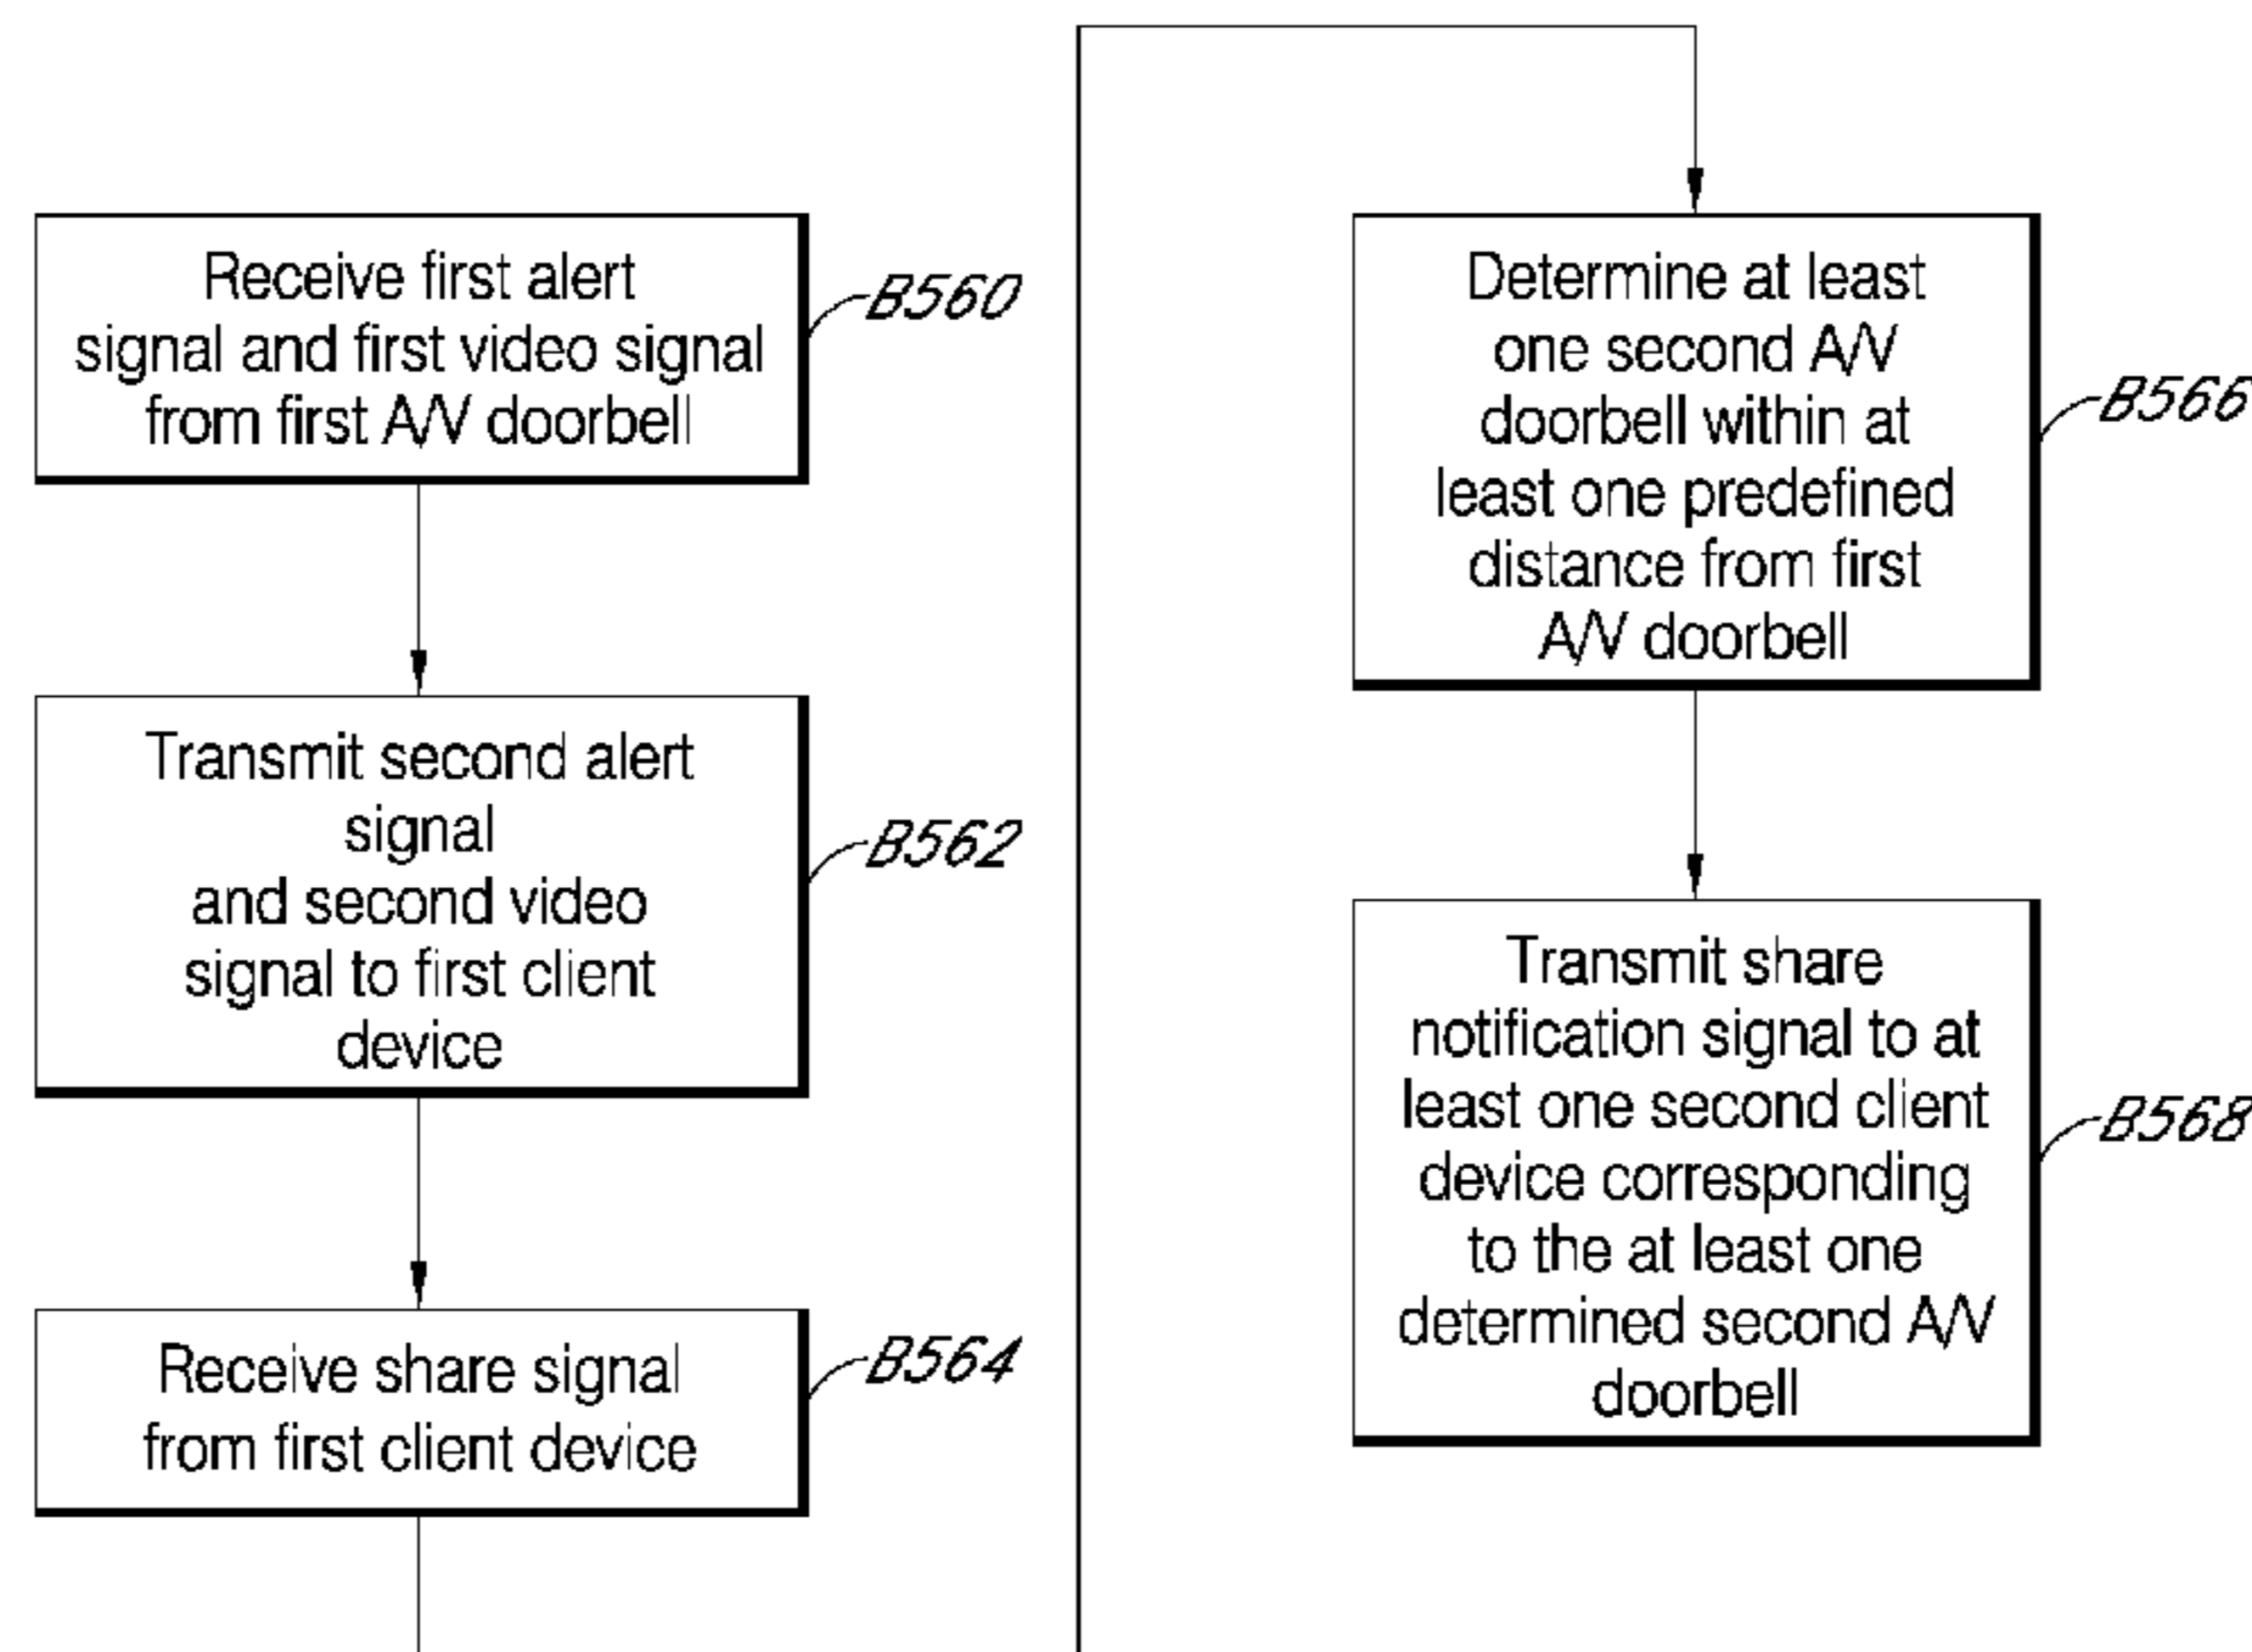 Receive first alert
signal and first video signal
from first A/V doorbell
B560
Transmit second alert
signal
and second video
signal to first client
device
B562
Receive share signal
from first client device
B564
Determine at least
one second A/V
doorbell within at
least one predefined
distance from first
A/V doorbell
B566
Transmit share
notification signal to at
least one second client
device corresponding
to the at least one
determined second A/V
doorbell
B568